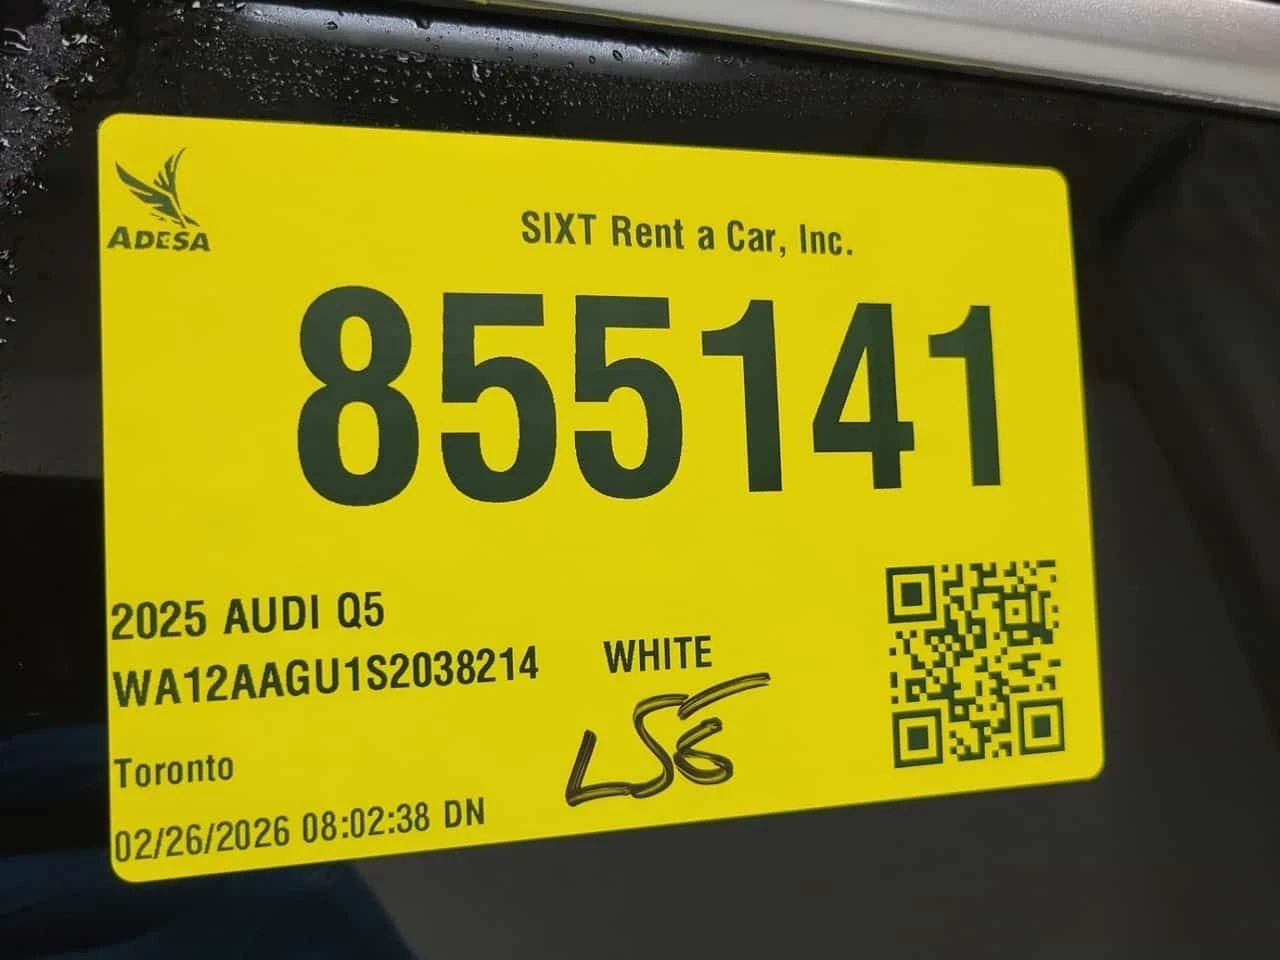 ADESA
SIXT Rent a Car, Inc.
855141
2025 AUDI Q5
WA12AAGU1S2038214 WHITE
Toronto
02/26/2026 08:02:38 DN